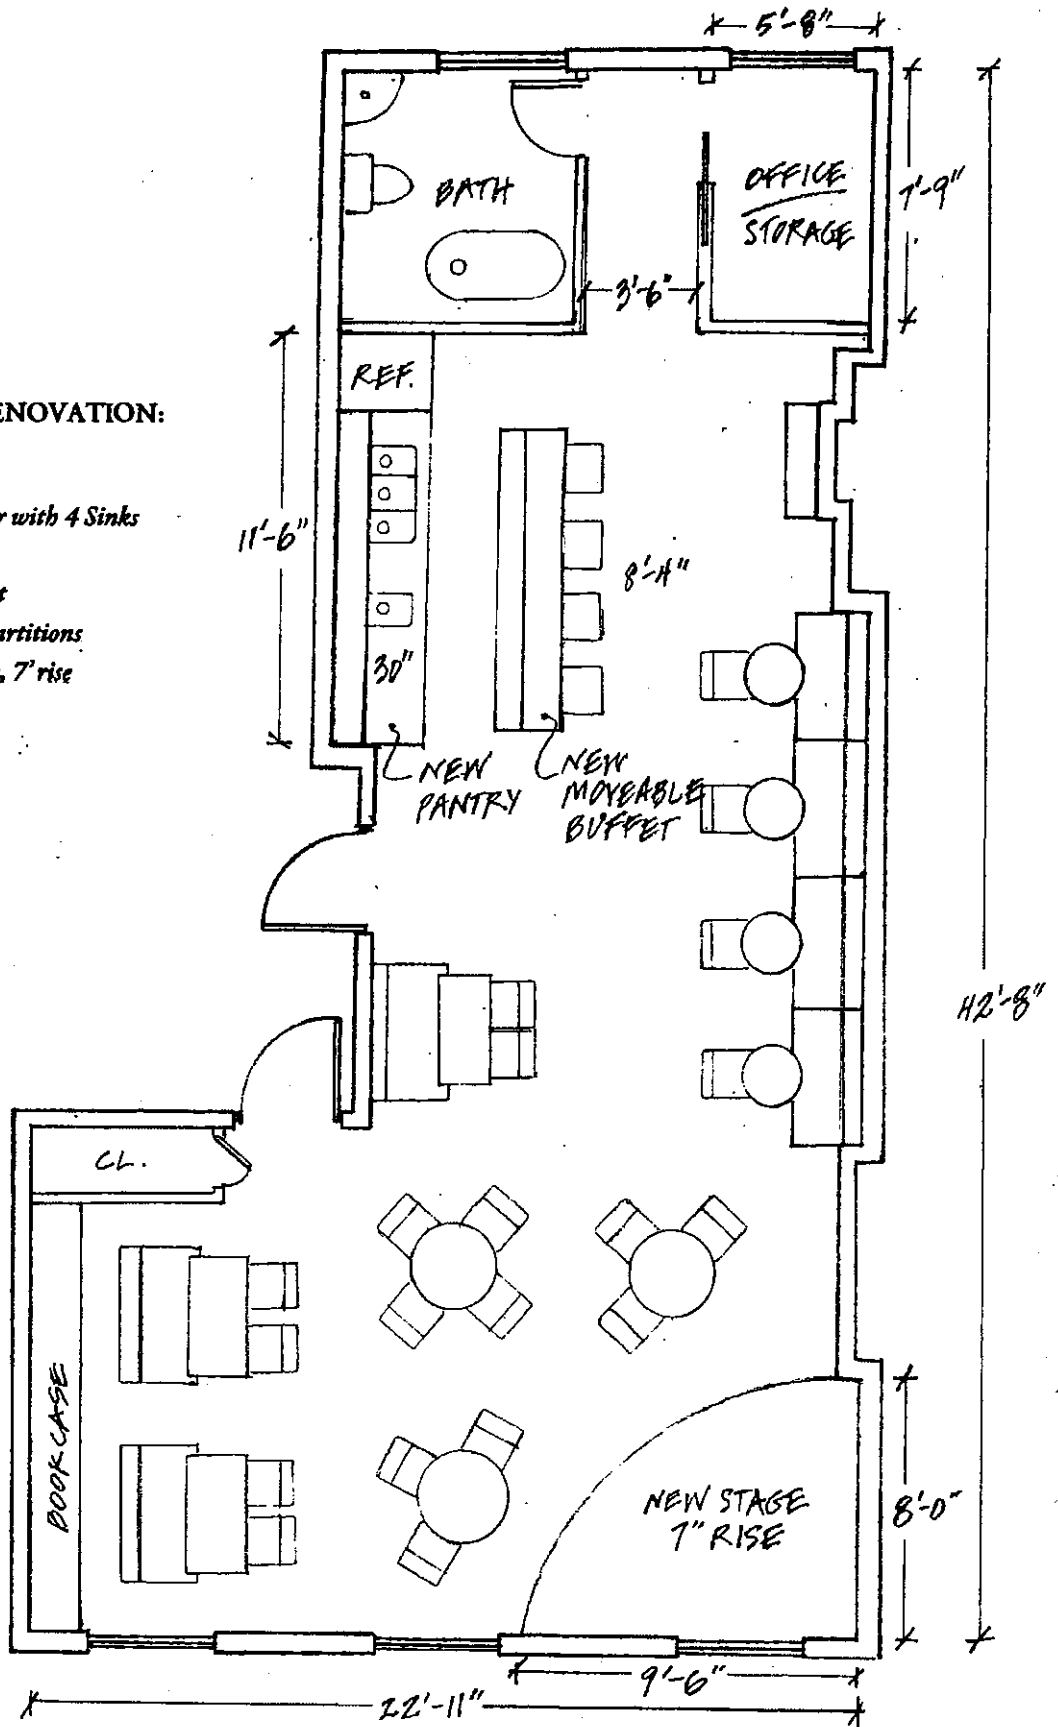 5'-8"
OFFICE
STORAGE
7'-9"
BATH
3'-6"
REF.
ENOVATION:
r with 4 Sinks
11'-6"
8'-4"
t
artitions
, 7' rise
30"
NEW
PANTRY
NEW
MOVEABLE
BUFFET
42'-8"
CL.
BOOKCASE
NEW STAGE
7" RISE
8'-0"
9'-6"
22'-11"